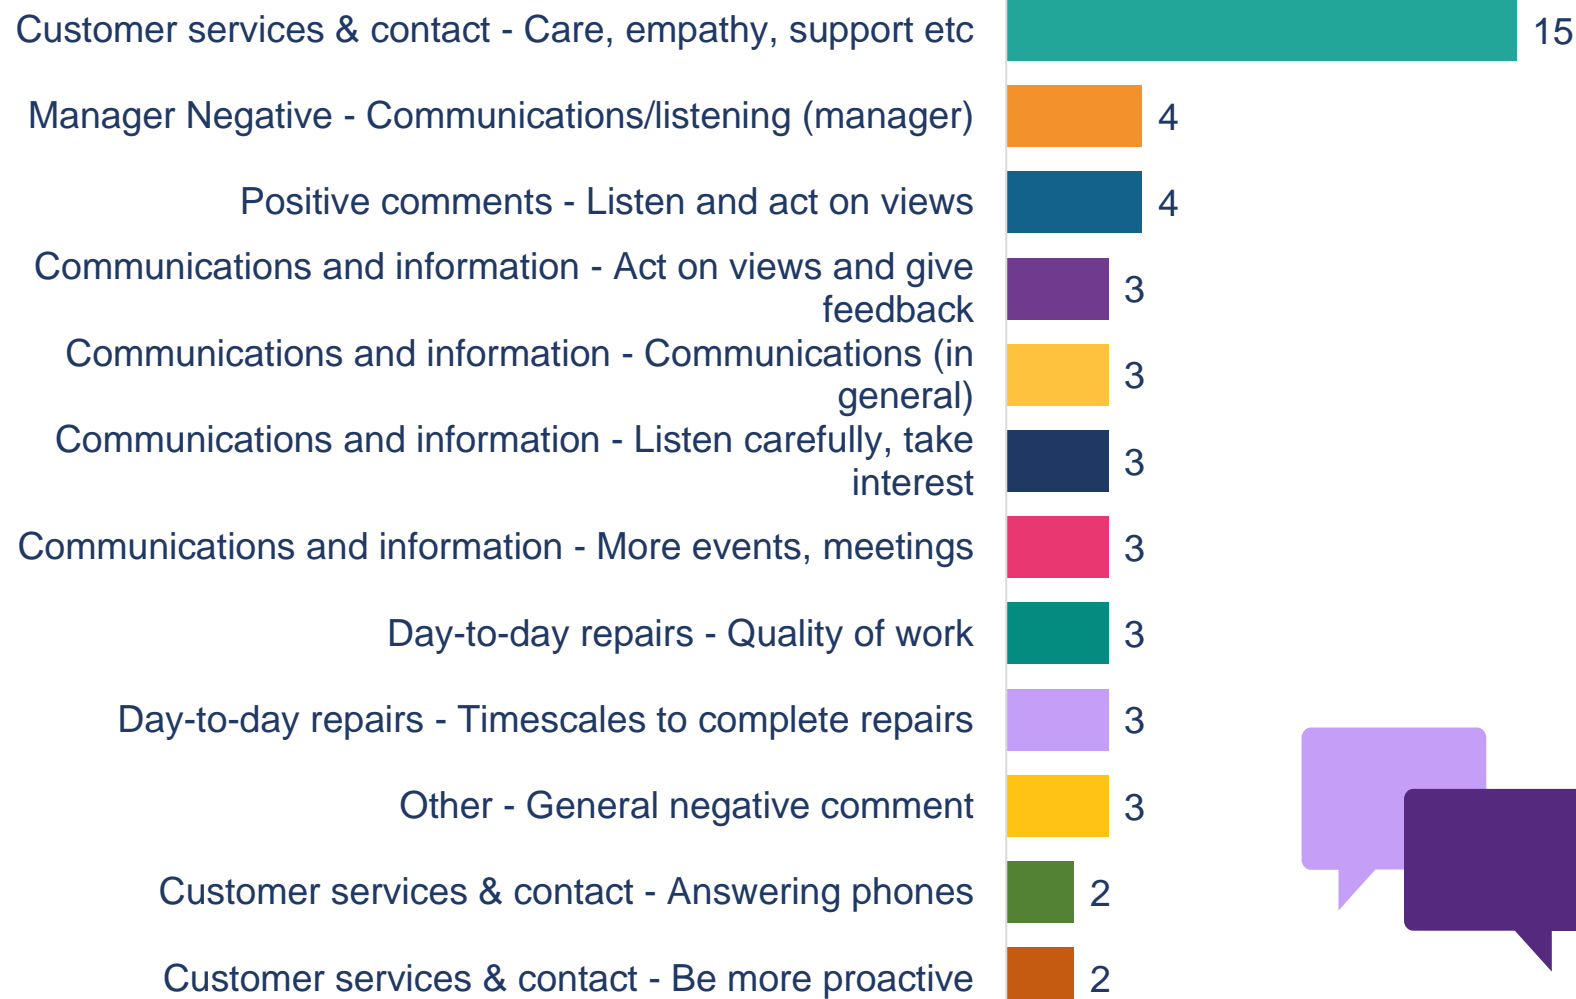 Customer services & contact - Care, empathy, support etc 15
Manager Negative - Communications/listening (manager) 4
Positive comments - Listen and act on views 4
Communications and information - Act on views and give
feedback 3
Communications and information - Communications (in
general) 3
Communications and information - Listen carefully, take
interest 3
Communications and information - More events, meetings 3
Day-to-day repairs - Quality of work 3
Day-to-day repairs - Timescales to complete repairs 3
Other - General negative comment 3
Customer services & contact - Answering phones 2
Customer services & contact - Be more proactive 2